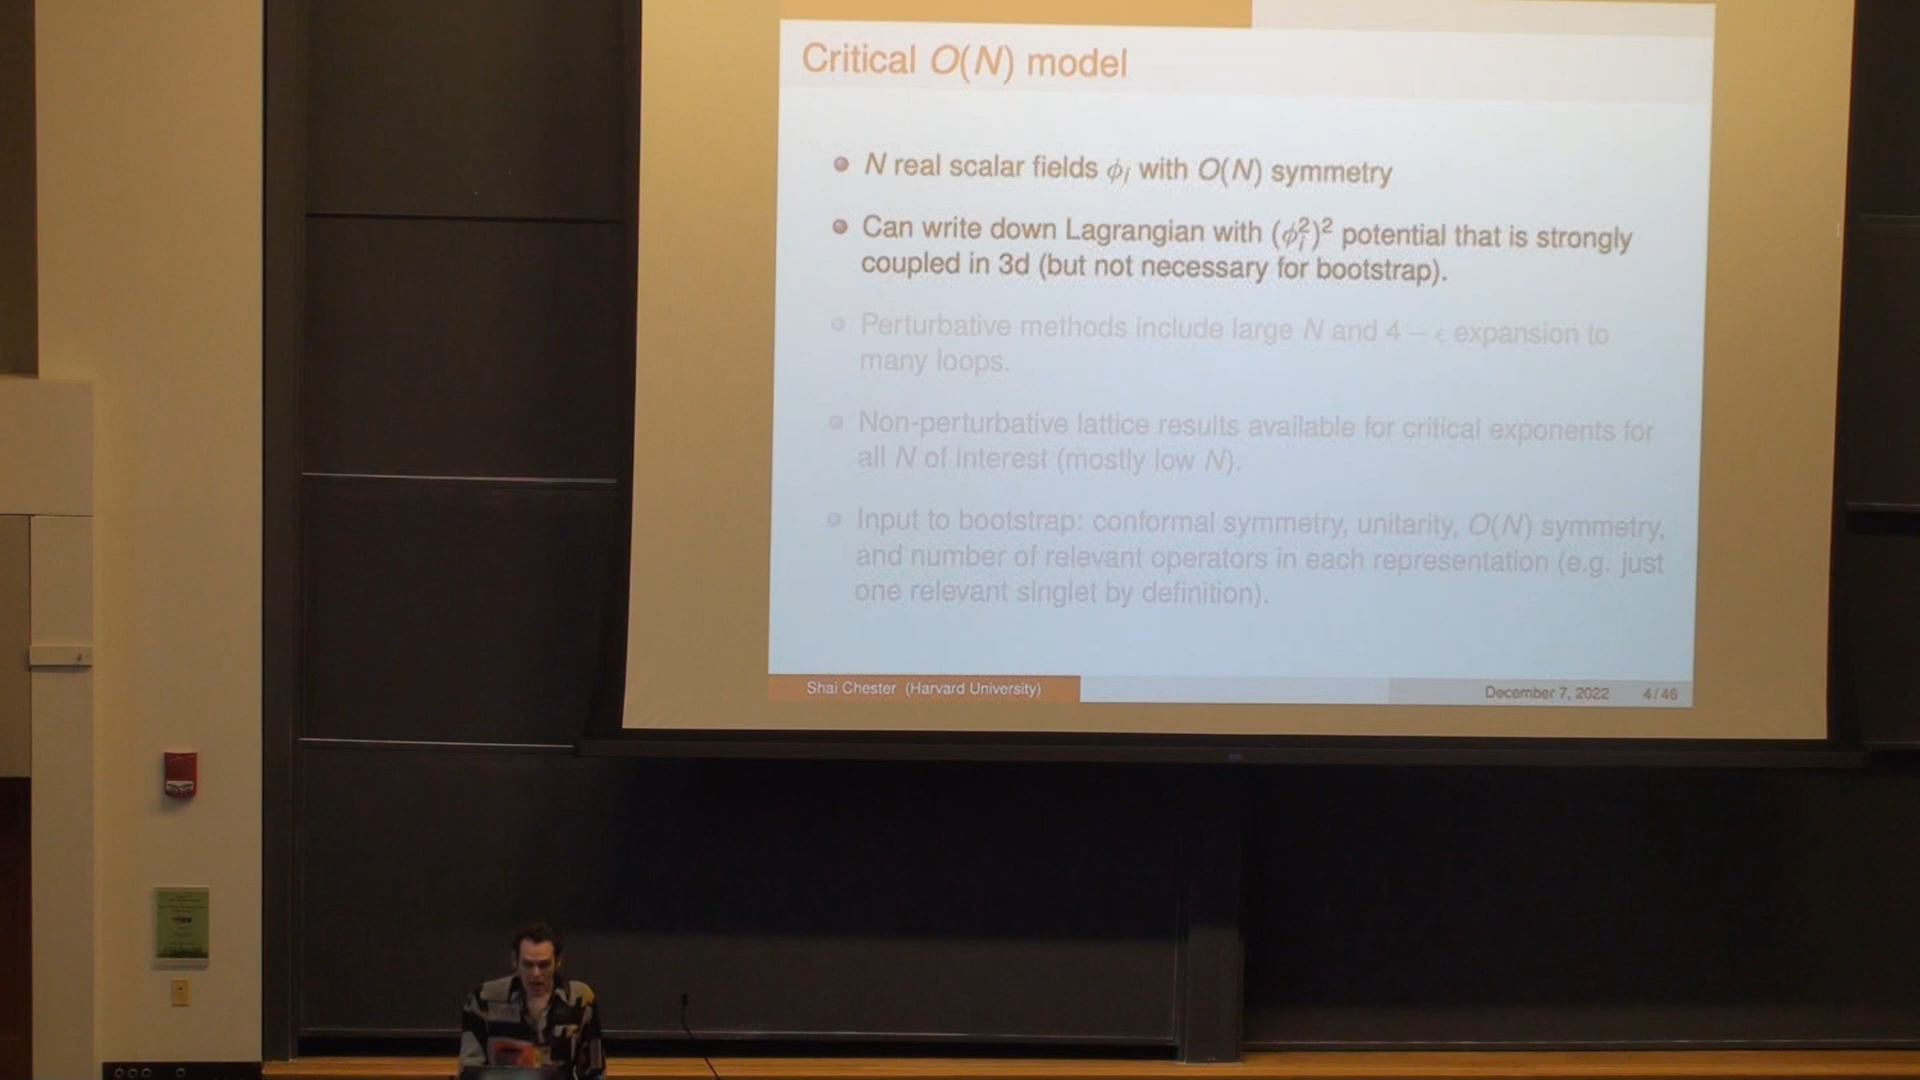 Critical O(N) model
N real scalar fields ϕᵢ with O(N) symmetry
Can write down Lagrangian with (ϕᵢ²)² potential that is strongly
coupled in 3d (but not necessary for bootstrap).
Perturbative methods include large N and 4 − ϵ expansion to
many loops.
Non-perturbative lattice results available for critical exponents for
all N of interest (mostly low N).
Input to bootstrap: conformal symmetry, unitarity, O(N) symmetry,
and number of relevant operators in each representation (e.g. just
one relevant singlet by definition).
Shai Chester (Harvard University)
December 7, 2022
4/46